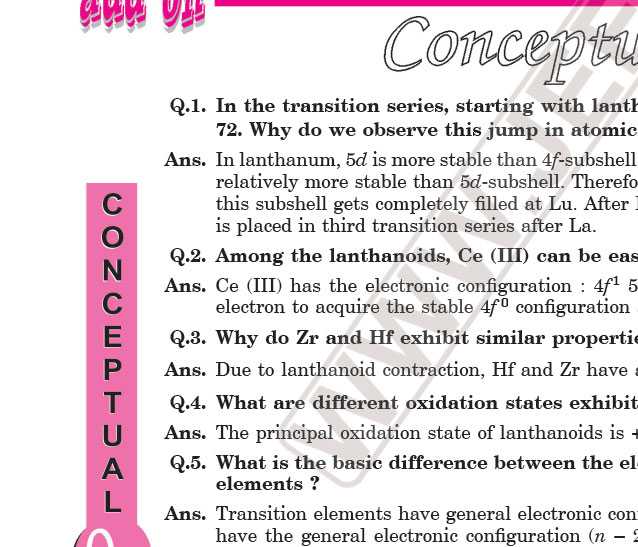 add on
Conceptu
Q.1. In the transition series, starting with lanth
72. Why do we observe this jump in atomic
Ans. In lanthanum, 5d is more stable than 4f-subshell
relatively more stable than 5d-subshell. Therefo
this subshell gets completely filled at Lu. After
is placed in third transition series after La.
Q.2. Among the lanthanoids, Ce (III) can be eas
Ans. Ce (III) has the electronic configuration : 4f¹ 5
electron to acquire the stable 4f⁰ configuration
Q.3. Why do Zr and Hf exhibit similar propertie
Ans. Due to lanthanoid contraction, Hf and Zr have a
Q.4. What are different oxidation states exhibit
Ans. The principal oxidation state of lanthanoids is +
Q.5. What is the basic difference between the ele
elements ?
Ans. Transition elements have general electronic con
have the general electronic configuration (n – 2
CONCEPTUAL
Q
WWW.JEE